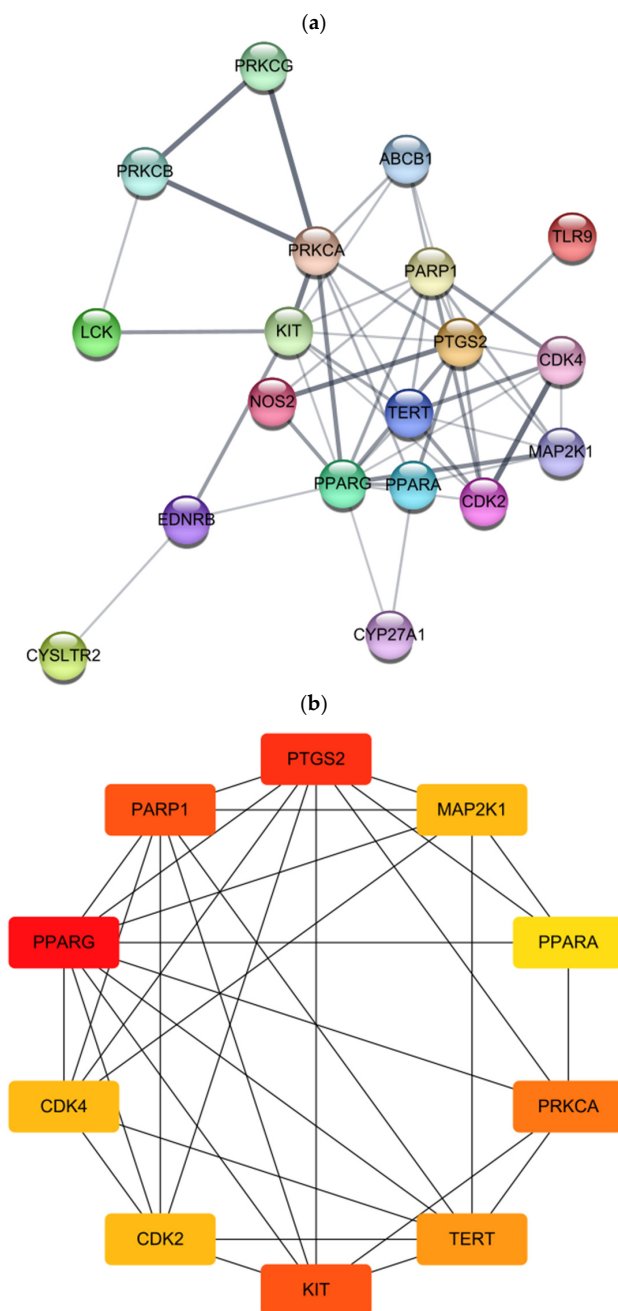 (a)
PRKCG
ABCB1
PRKCB
TLR9
PRKCA
PARP1
LCK
KIT
PTGS2
CDK4
NOS2
TERT
MAP2K1
PPARG
PPARA
CDK2
EDNRB
CYP27A1
CYSLTR2
(b)
PTGS2
PARP1
MAP2K1
PPARG
PPARA
CDK4
PRKCA
CDK2
TERT
KIT